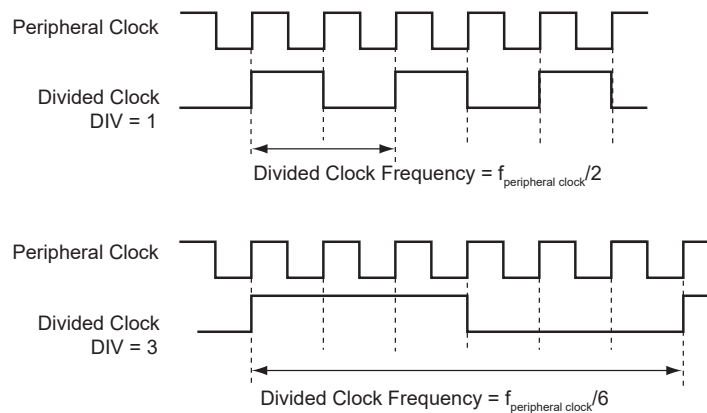 Peripheral Clock
Divided Clock
DIV = 1
Divided Clock Frequency = fperipheral clock/2
Peripheral Clock
Divided Clock
DIV = 3
Divided Clock Frequency = fperipheral clock/6